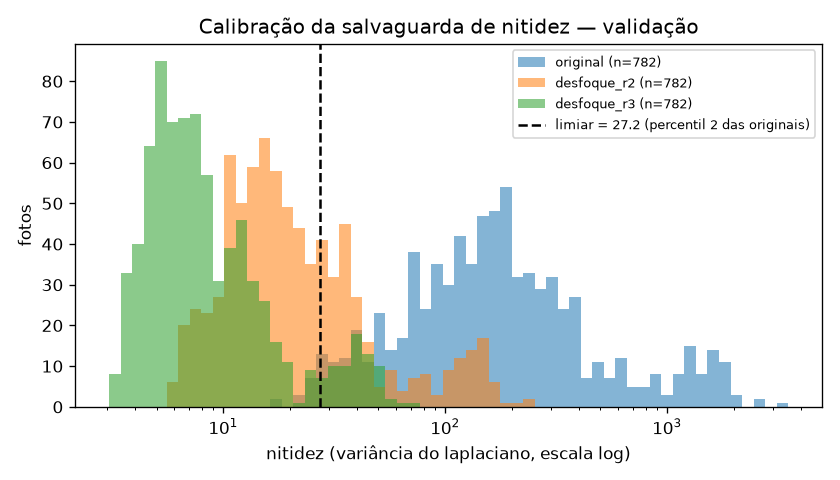 Calibração da salvaguarda de nitidez — validação
original (n=782)
desfoque_r2 (n=782)
desfoque_r3 (n=782)
limiar = 27.2 (percentil 2 das originais)
fotos
80
70
60
50
40
30
20
10
0
10¹
10²
10³
nitidez (variância do laplaciano, escala log)